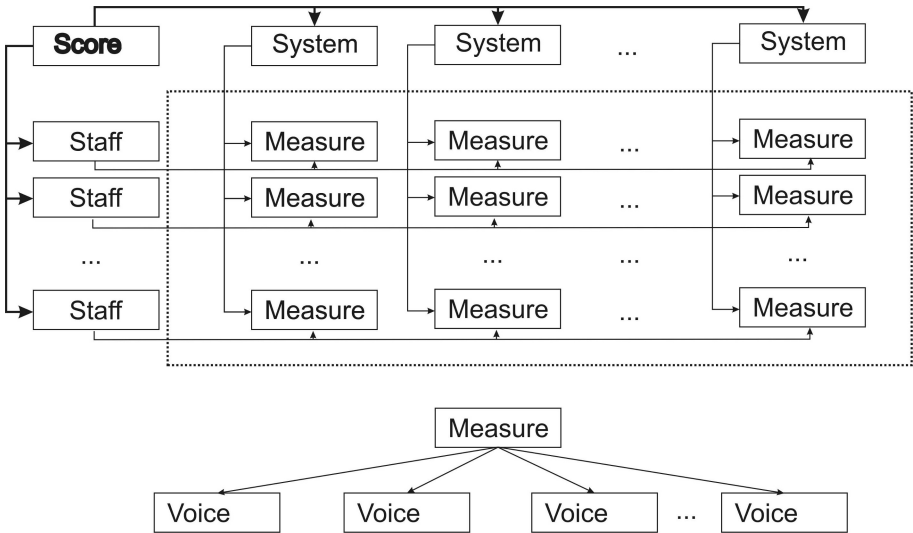 Score System System ... System
Staff Measure Measure ... Measure
Staff Measure Measure ... Measure
... ... ... ... ...
Staff Measure Measure ... Measure
Measure
Voice Voice Voice ... Voice